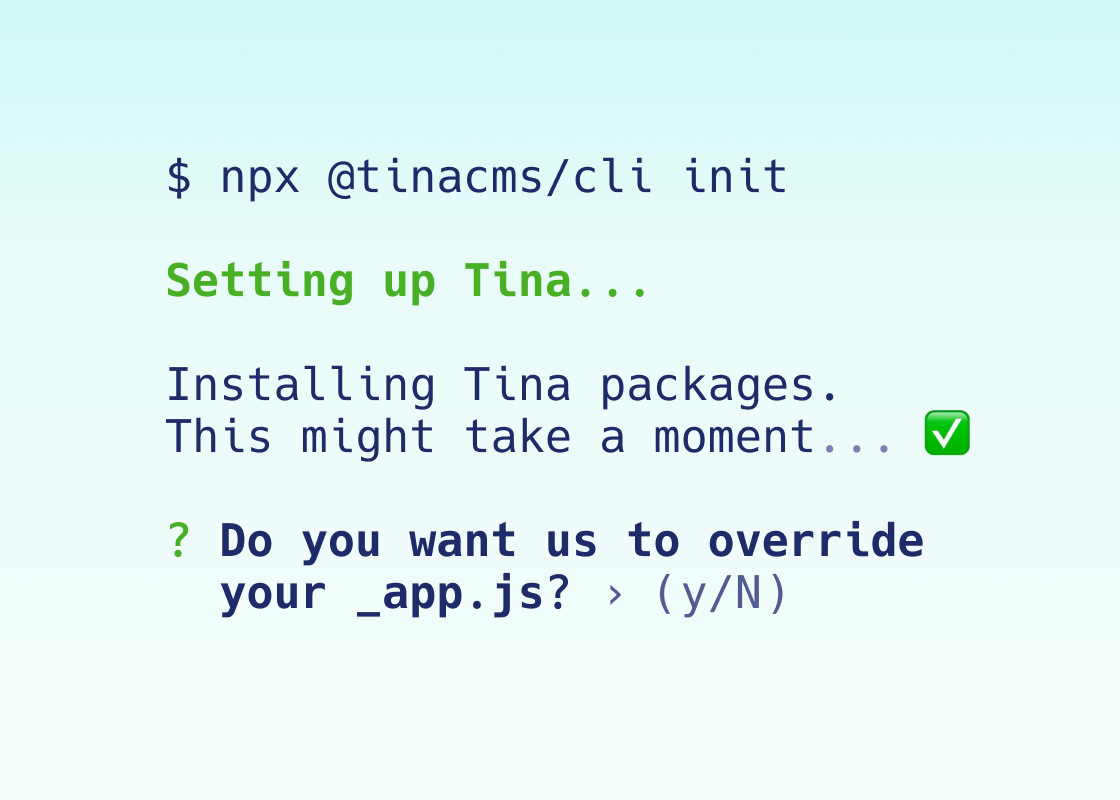 $ npx @tinacms/cli init
Setting up Tina...
Installing Tina packages.
This might take a moment... ✅
? Do you want us to override
your _app.js? › (y/N)